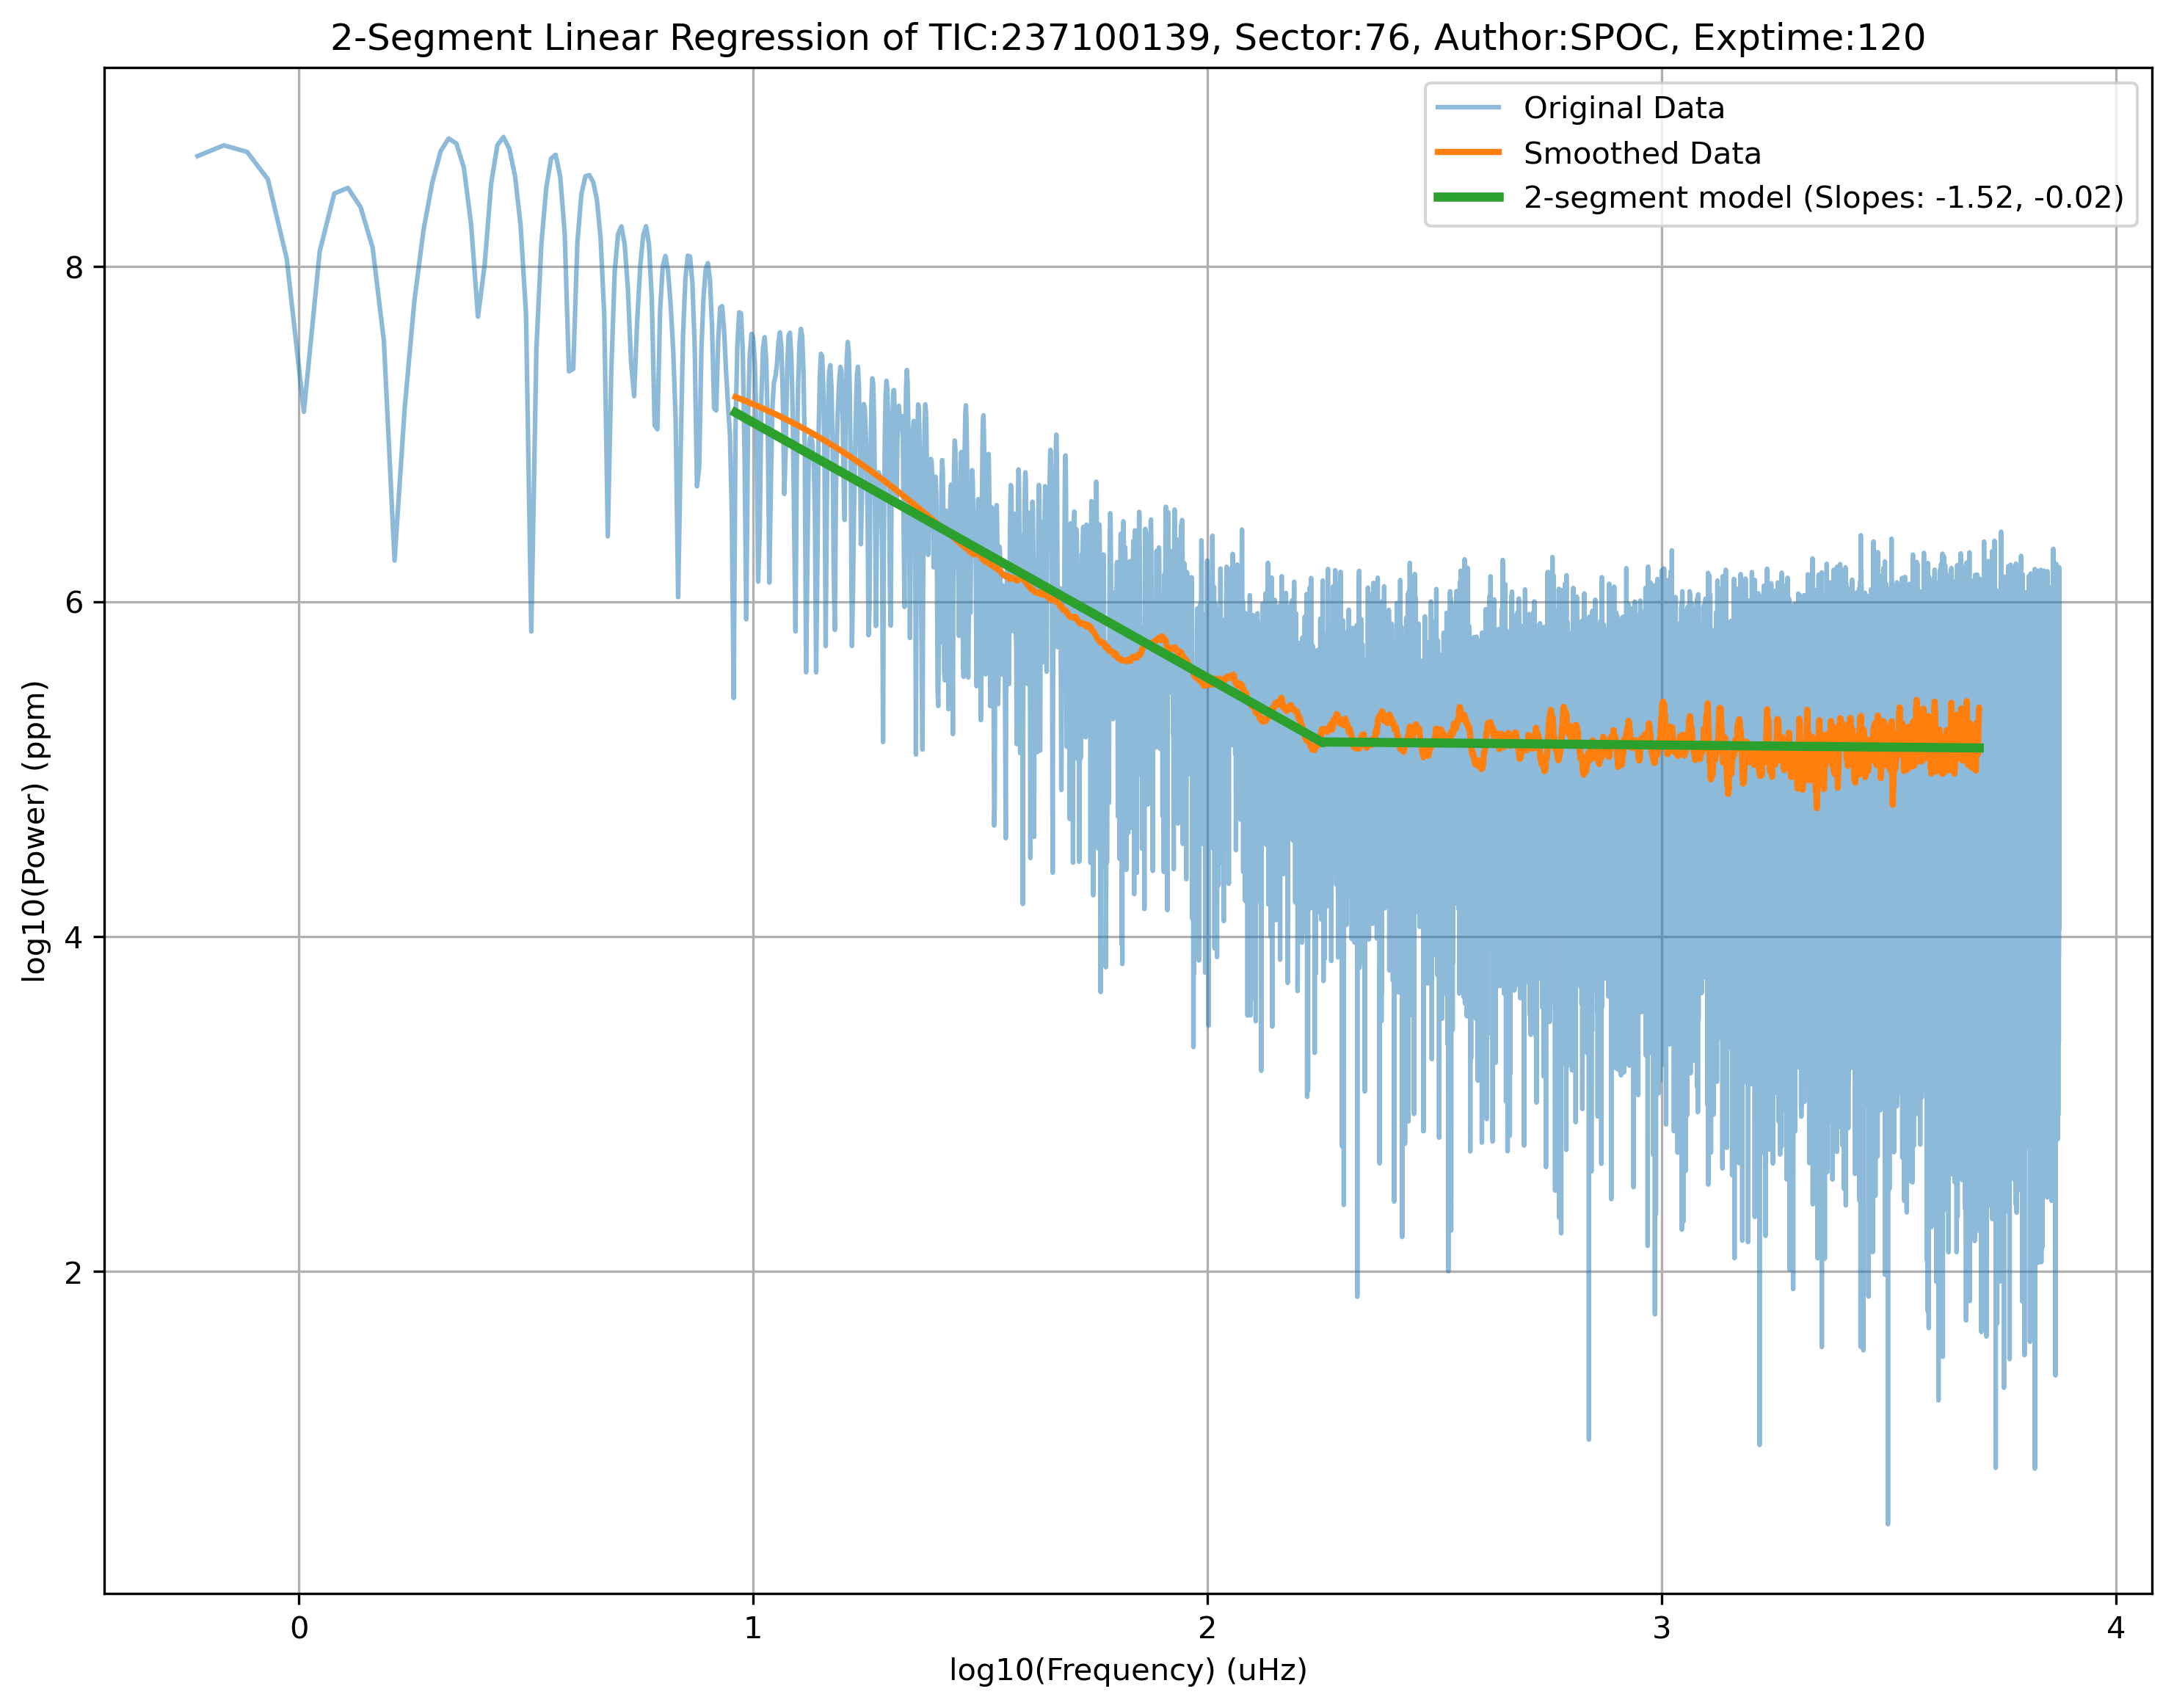 2-Segment Linear Regression of TIC:237100139, Sector:76, Author:SPOC, Exptime:120
Original Data
Smoothed Data
2-segment model (Slopes: -1.52, -0.02)
log10(Power) (ppm)
8
6
4
2
0 1 2 3 4
log10(Frequency) (uHz)